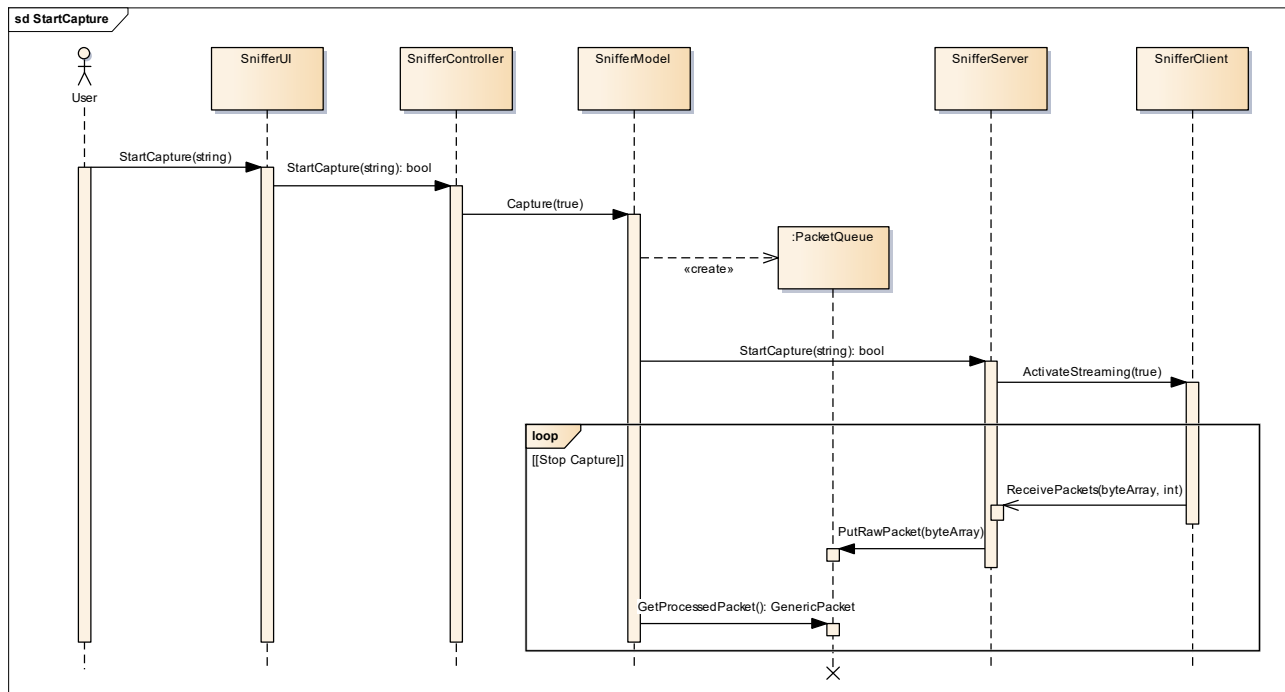 sd StartCapture
User
SnifferUI
SnifferController
SnifferModel
SnifferServer
SnifferClient
StartCapture(string)
StartCapture(string): bool
Capture(true)
:PacketQueue
«create»
StartCapture(string): bool
ActivateStreaming(true)
loop
[[Stop Capture]]
ReceivePackets(byteArray, int)
PutRawPacket(byteArray)
GetProcessedPacket(): GenericPacket